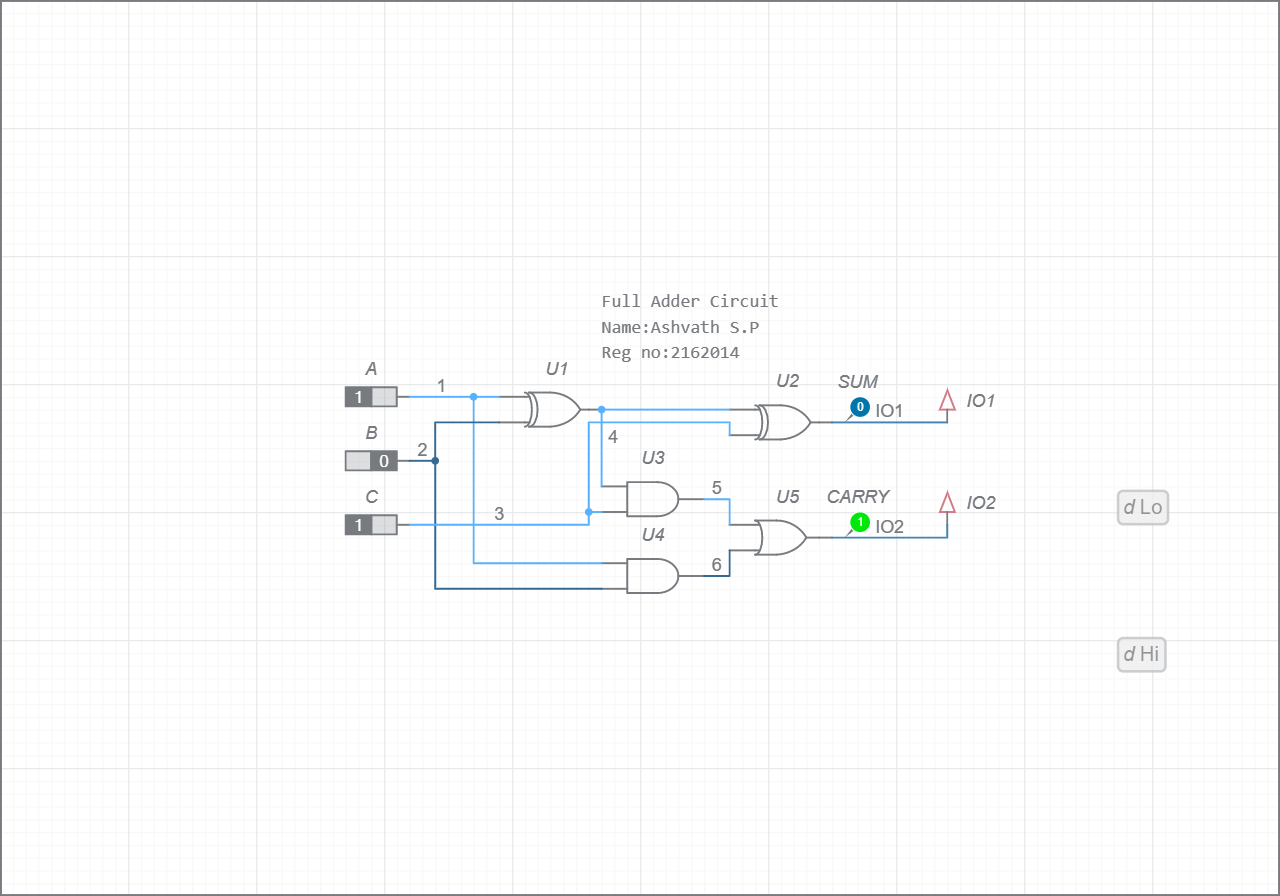 Full Adder Circuit
Name:Ashvath S.P
Reg no:2162014
A
1
1
U1
U2
SUM
0
IO1
IO1
B
0
2
4
U3
C
1
3
5
U5
CARRY
1
IO2
IO2
U4
6
d Lo
d Hi